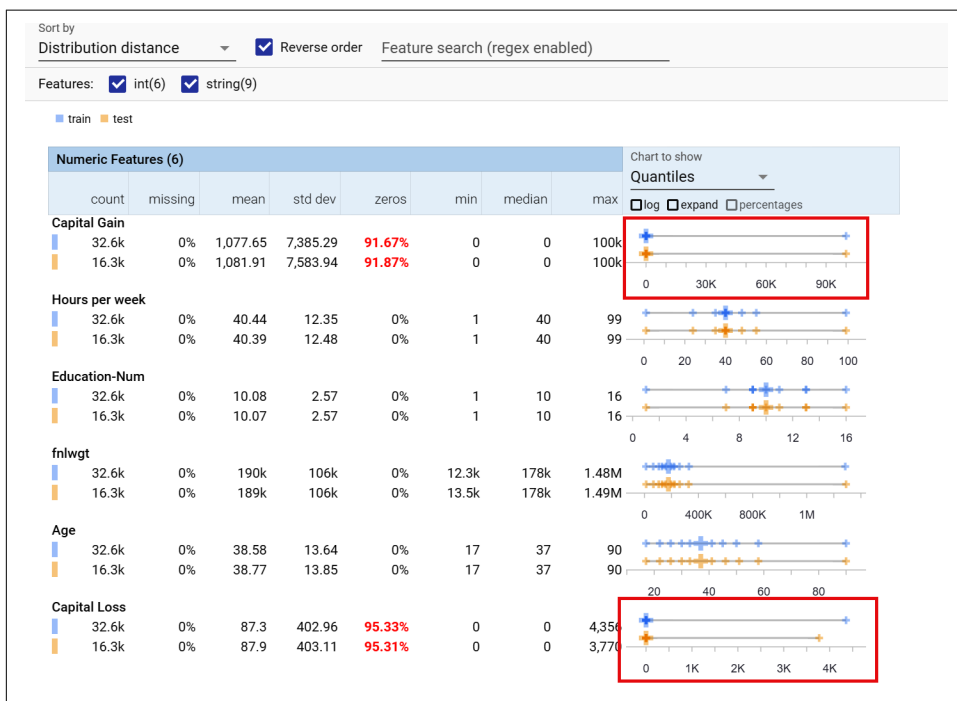 Sort by
Distribution distance Reverse order Feature search (regex enabled)
Features: int(6) string(9)
train test
Numeric Features (6) Chart to show
Quantiles
count missing mean std dev zeros min median max log expand percentages
Capital Gain
32.6k 0% 1,077.65 7,385.29 91.67% 0 0 100k
16.3k 0% 1,081.91 7,583.94 91.87% 0 0 100k
0 30K 60K 90K
Hours per week
32.6k 0% 40.44 12.35 0% 1 40 99
16.3k 0% 40.39 12.48 0% 1 40 99
0 20 40 60 80 100
Education-Num
32.6k 0% 10.08 2.57 0% 1 10 16
16.3k 0% 10.07 2.57 0% 1 10 16
0 4 8 12 16
fnlwgt
32.6k 0% 190k 106k 0% 12.3k 178k 1.48M
16.3k 0% 189k 106k 0% 13.5k 178k 1.49M
0 400K 800K 1M
Age
32.6k 0% 38.58 13.64 0% 17 37 90
16.3k 0% 38.77 13.85 0% 17 37 90
20 40 60 80
Capital Loss
32.6k 0% 87.3 402.96 95.33% 0 0 4,356
16.3k 0% 87.9 403.11 95.31% 0 0 3,770
0 1K 2K 3K 4K